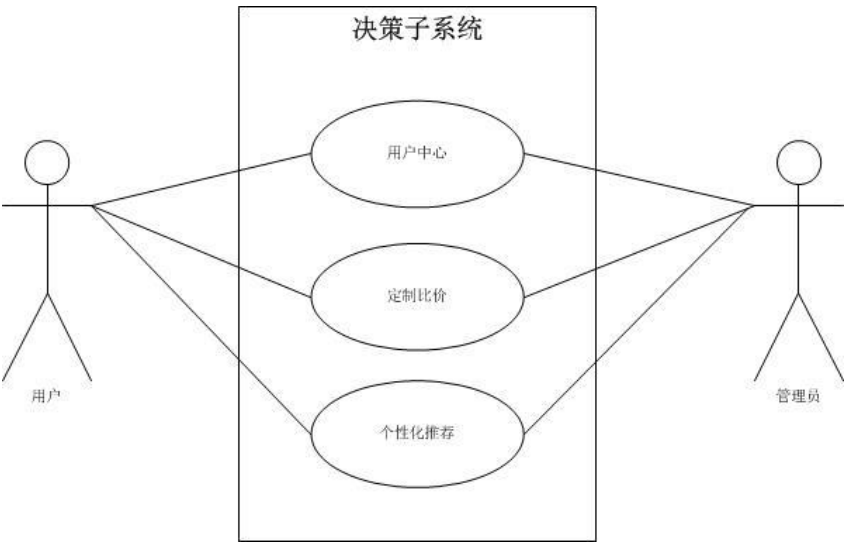 决策子系统
用户中心
定制比价
用户
管理员
个性化推荐